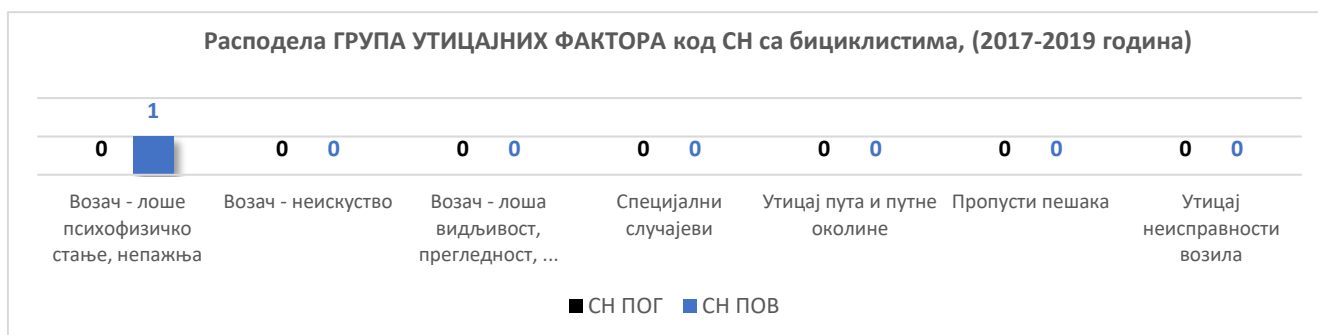 Расподела ГРУПА УТИЦАЈНИХ ФАКТОРА код СН са бициклистима, (2017-2019 година)
1
0 0 0 0 0 0 0 0 0 0 0 0 0
Возач - лоше психофизичко стање, непажња
Возач - неискуство
Возач - лоша видљивост, прегледност, ...
Специјални случајеви
Утицај пута и путне околине
Пропусти пешака
Утицај неисправности возила
СН ПОГ СН ПОВ